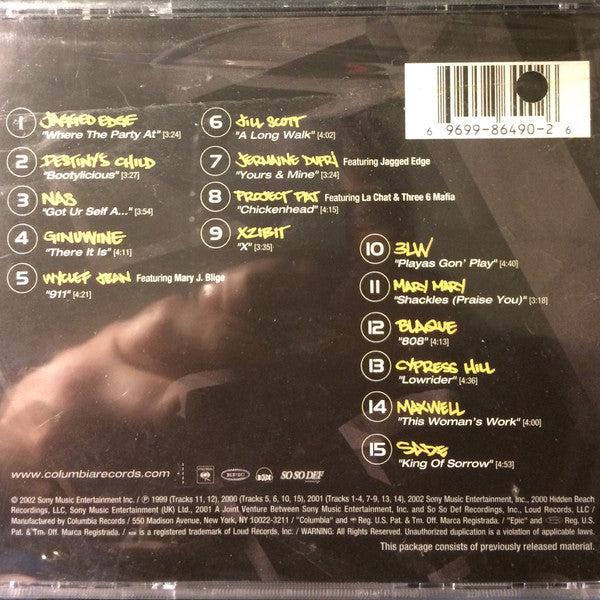 6 9699-86490-2 6
1 JAGGED EDGE
"Where The Party At" [3:24]
2 DESTINY'S CHILD
"Bootylicious" [3:27]
3 NAS
"Got Ur Self A..." [3:54]
4 GINUWINE
"There It Is" [4:11]
5 WYCLEF JEAN Featuring Mary J. Blige
"911" [4:21]
6 JILL SCOTT
"A Long Walk" [4:02]
7 JERMAINE DUPRI Featuring Jagged Edge
"Yours & Mine" [3:24]
8 PROJECT PAT Featuring La Chat & Three 6 Mafia
"Chickenhead" [4:15]
9 XZIBIT
"X" [3:35]
10 3LW
"Playas Gon' Play" [4:40]
11 MARY MARY
"Shackles (Praise You)" [3:18]
12 BLAQUE
"808" [4:13]
13 CYPRESS HILL
"Lowrider" [4:36]
14 MAXWELL
"This Woman's Work" [4:00]
15 SADE
"King Of Sorrow" [4:53]
www.columbiarecords.com
epic
SO SO DEF
© 2002 Sony Music Entertainment Inc. / ℗ 1999 (Tracks 11, 12), 2000 (Tracks 5, 6, 10, 15), 2001 (Tracks 1-4, 7-9, 13, 14), 2002 Sony Music Entertainment, Inc., 2000 Hidden Beach
Recordings, LLC, Sony Music Entertainment (UK) Ltd., 2001 A Joint Venture Between Sony Music Entertainment, Inc. and So So Def Recordings, Inc., Loud Records, LLC /
Manufactured by Columbia Records / 550 Madison Avenue, New York, NY 10022-3211 / "Columbia" and Reg. U.S. Pat. & Tm. Off. Marca Registrada. / "Epic" and Reg. U.S.
Pat. & Tm. Off. Marca Registrada. / is a registered trademark of Loud Records, Inc. / WARNING: All Rights Reserved. Unauthorized duplication is a violation of applicable laws.
This package consists of previously released material.